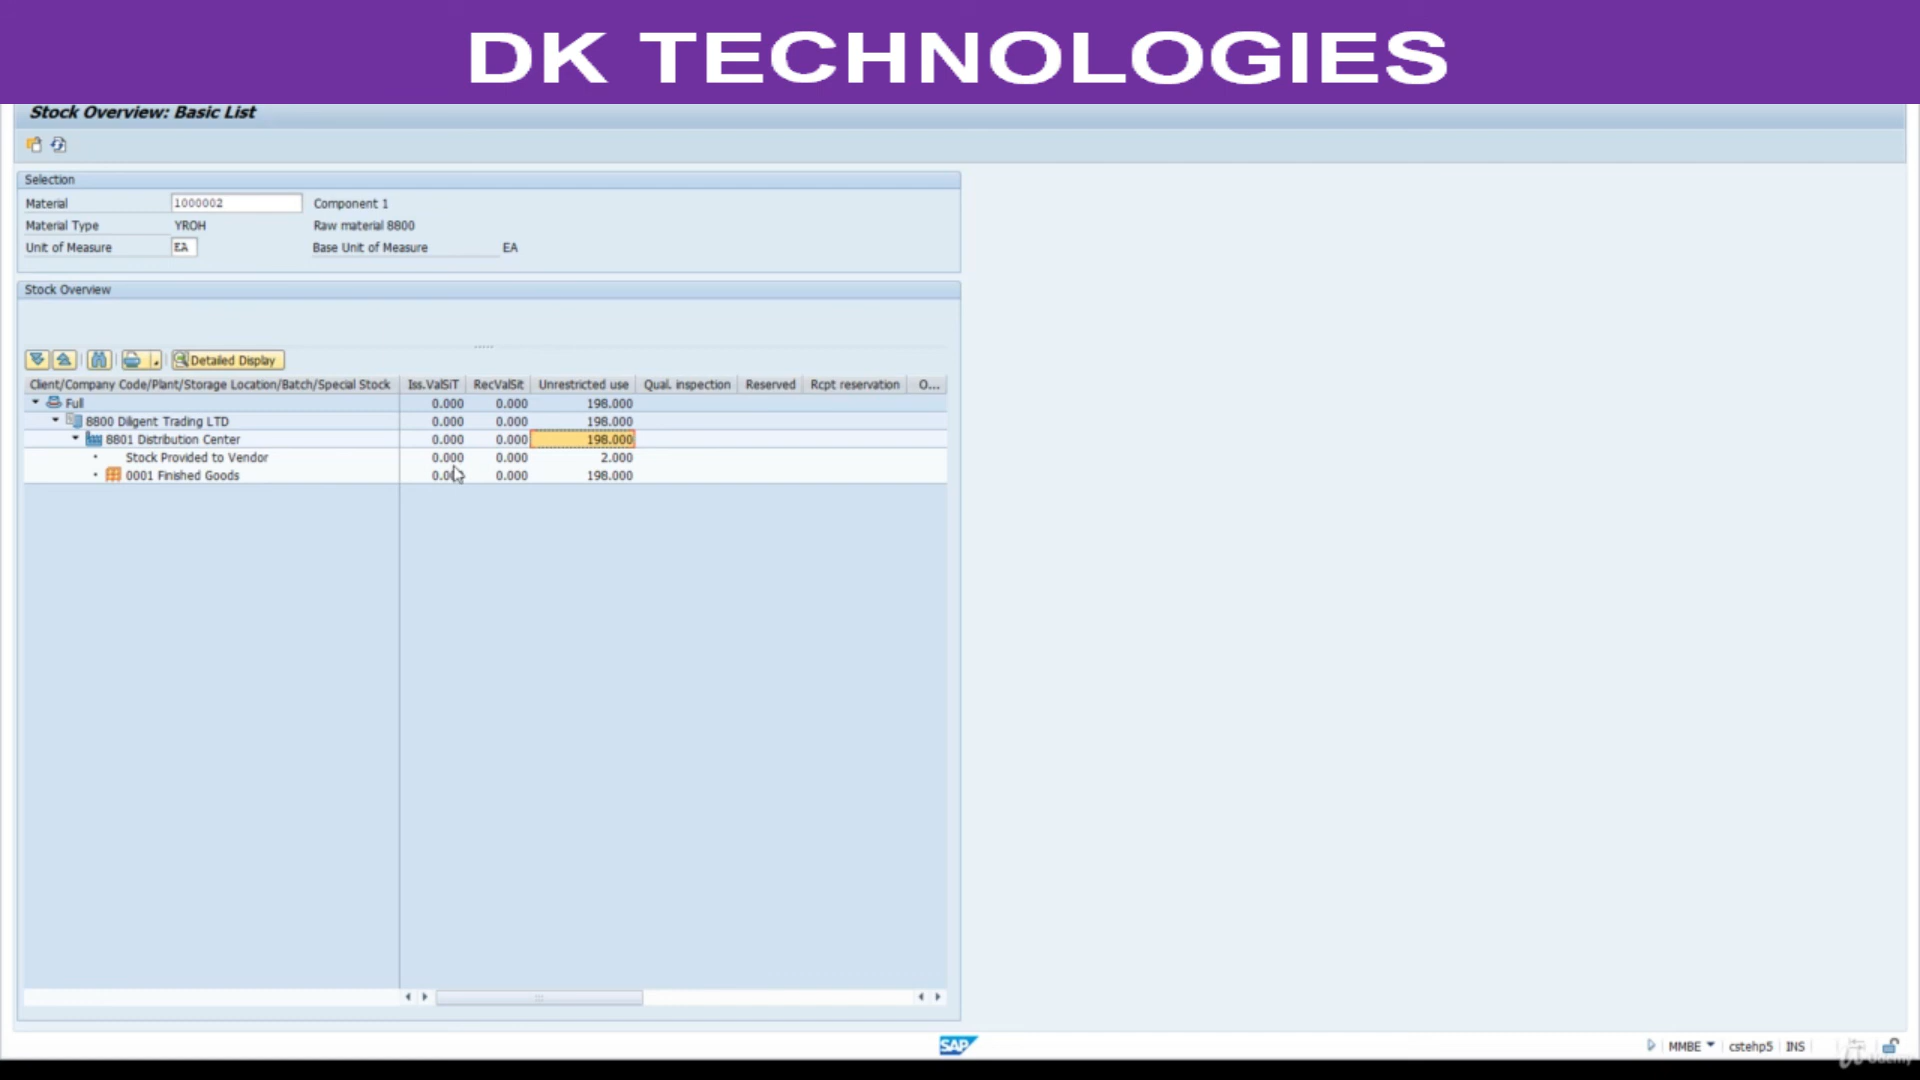 DK TECHNOLOGIES
Stock Overview: Basic List
Selection
Material 1000002 Component 1
Material Type YROH Raw material 8800
Unit of Measure EA Base Unit of Measure EA
Stock Overview
Detailed Display
Client/Company Code/Plant/Storage Location/Batch/Special Stock Iss.ValSiT RecValSit Unrestricted use Qual. inspection Reserved Rcpt reservation O...
Full 0.000 0.000 198.000
8800 Diligent Trading LTD 0.000 0.000 198.000
8801 Distribution Center 0.000 0.000 198.000
Stock Provided to Vendor 0.000 0.000 2.000
0001 Finished Goods 0.000 0.000 198.000
SAP MMBE cstehp5 INS
Udemy